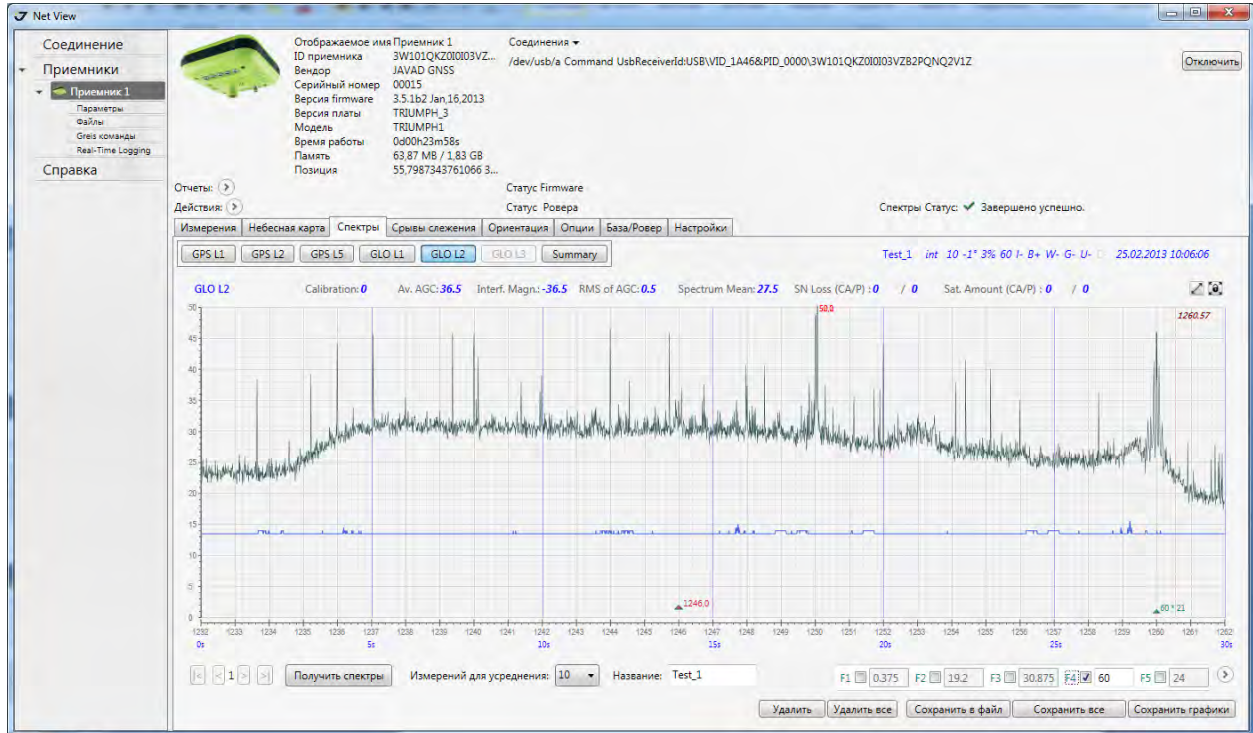 Net View
Соединение
Приемники
Приемник 1
Параметры
Файлы
Greis команды
Real-Time Logging
Справка
Отображаемое имя Приемник 1
ID приемника 3W101QKZ0I0I03VZ...
Вендор JAVAD GNSS
Серийный номер 00015
Версия firmware 3.5.1b2 Jan,16,2013
Версия платы TRIUMPH_3
Модель TRIUMPH1
Время работы 0d00h23m58s
Память 63,87 MB / 1,83 GB
Позиция 55,7987343761066 3...
Соединения
/dev/usb/a Command UsbReceiverId:USB\VID_1A46&PID_0000\3W101QKZ0I0I03VZB2PQNQ2V1Z
Отключить
Отчеты: Статус Firmware
Действия: Статус Ровера Спектры Статус: Завершено успешно.
Измерения Небесная карта Спектры Срывы слежения Ориентация Опции База/Ровер Настройки
GPS L1 GPS L2 GPS L5 GLO L1 GLO L2 GLO L3 Summary Test_1 int 10 -1° 3% 60 I- B+ W- G- U- 25.02.2013 10:06:06
GLO L2 Calibration: 0 Av. AGC: 36.5 Interf. Magn.: -36.5 RMS of AGC: 0.5 Spectrum Mean: 27.5 SN Loss (CA/P) : 0 / 0 Sat. Amount (CA/P) : 0 / 0
50
50,0
1260.57
45
40
35
30
25
20
15
10
5
0
1246,0
60 * 21
1232 1233 1234 1235 1236 1237 1238 1239 1240 1241 1242 1243 1244 1245 1246 1247 1248 1249 1250 1251 1252 1253 1254 1255 1256 1257 1258 1259 1260 1261 1262
0s 5s 10s 15s 20s 25s 30s
1 Получить спектры Измерений для усреднения: 10 Название: Test_1 F1 0.375 F2 19.2 F3 30.875 F4 60 F5 24
Удалить Удалить все Сохранить в файл Сохранить все Сохранить графики